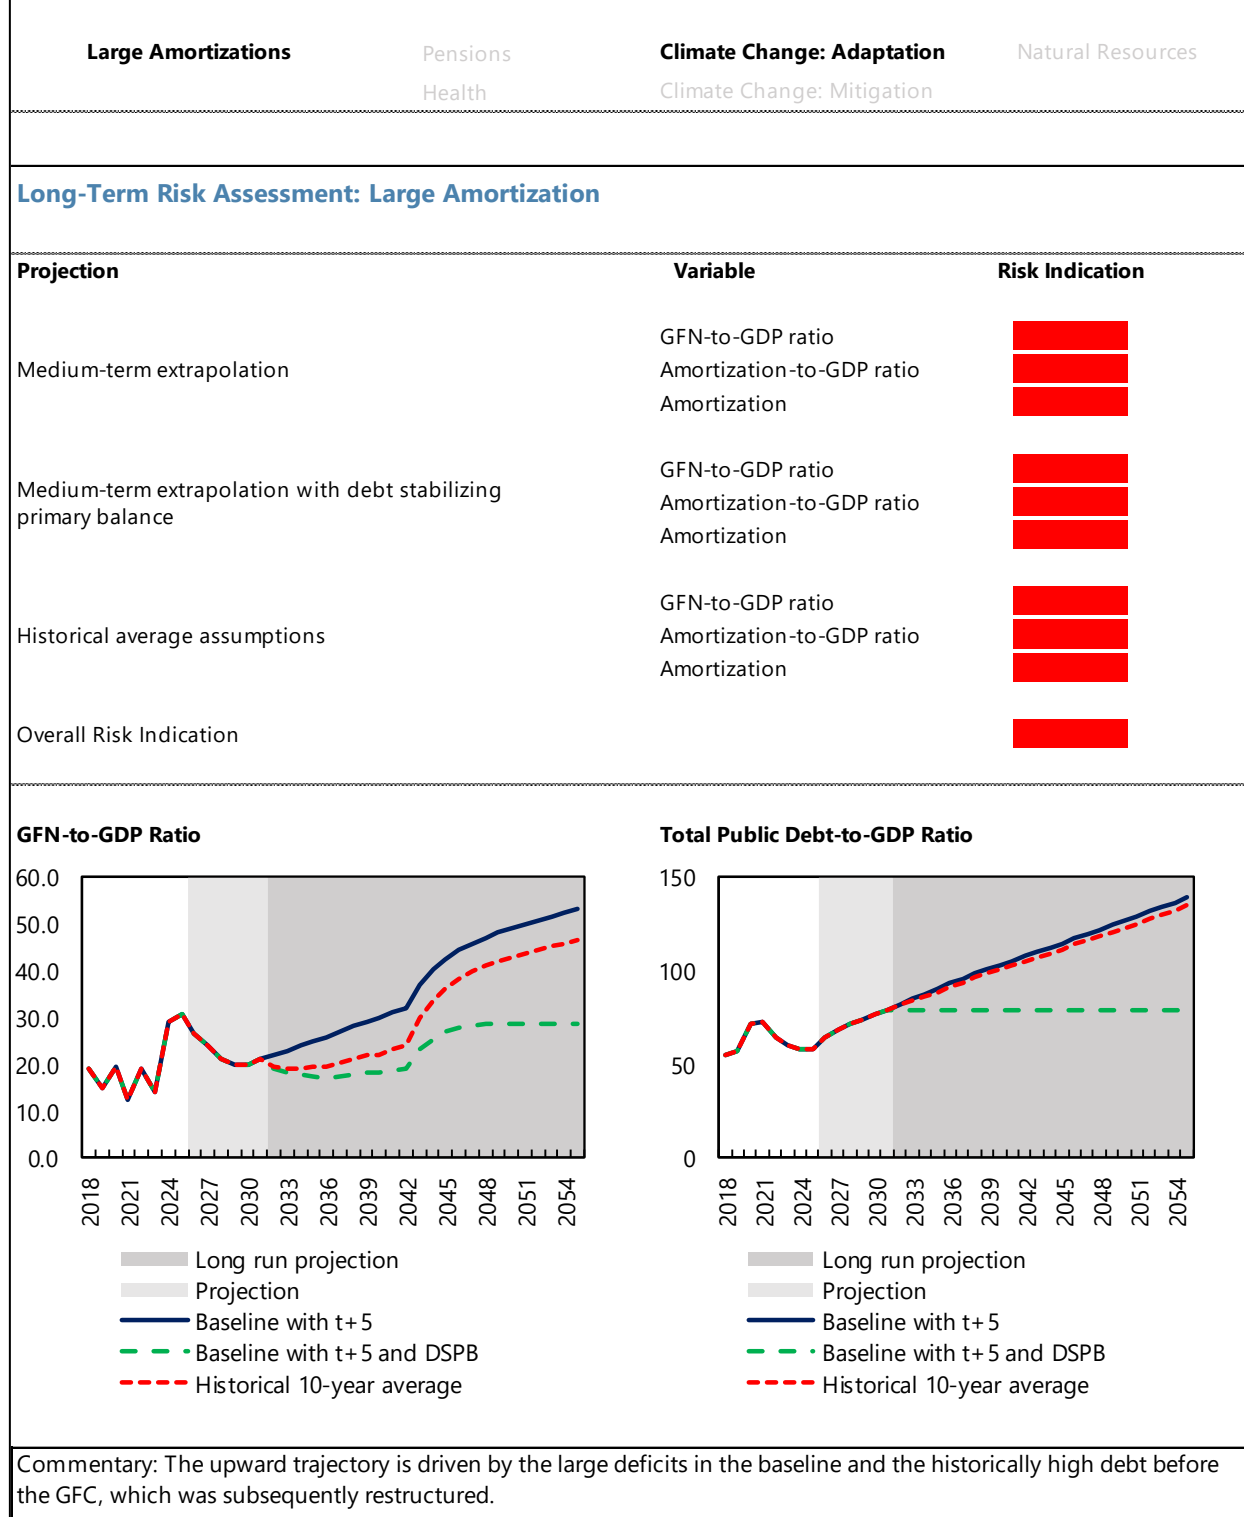 Large Amortizations
Pensions
Climate Change: Adaptation
Natural Resources
Health
Climate Change: Mitigation
Long-Term Risk Assessment: Large Amortization
Projection
Variable
Risk Indication
Medium-term extrapolation
GFN-to-GDP ratio
Amortization-to-GDP ratio
Amortization
Medium-term extrapolation with debt stabilizing
primary balance
GFN-to-GDP ratio
Amortization-to-GDP ratio
Amortization
Historical average assumptions
GFN-to-GDP ratio
Amortization-to-GDP ratio
Amortization
Overall Risk Indication
GFN-to-GDP Ratio
60.0
50.0
40.0
30.0
20.0
10.0
0.0
2018
2021
2024
2027
2030
2033
2036
2039
2042
2045
2048
2051
2054
Long run projection
Projection
Baseline with t+5
Baseline with t+5 and DSPB
Historical 10-year average
Total Public Debt-to-GDP Ratio
150
100
50
0
2018
2021
2024
2027
2030
2033
2036
2039
2042
2045
2048
2051
2054
Long run projection
Projection
Baseline with t+5
Baseline with t+5 and DSPB
Historical 10-year average
Commentary: The upward trajectory is driven by the large deficits in the baseline and the historically high debt before
the GFC, which was subsequently restructured.